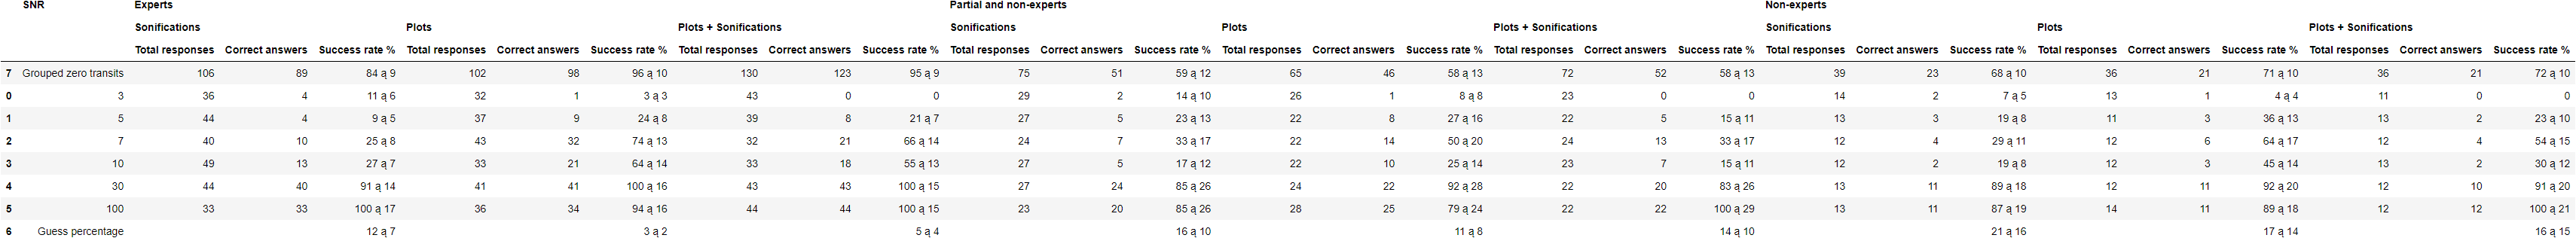 SNR Experts Partial and non-experts Non-experts
Sonifications Plots Plots + Sonifications Sonifications Plots Plots + Sonifications Sonifications Plots Plots + Sonifications
Total responses Correct answers Success rate % Total responses Correct answers Success rate % Total responses Correct answers Success rate % Total responses Correct answers Success rate % Total responses Correct answers Success rate % Total responses Correct answers Success rate % Total responses Correct answers Success rate % Total responses Correct answers Success rate % Total responses Correct answers Success rate %
7 Grouped zero transits 106 89 84 ą 9 102 98 96 ą 10 130 123 95 ą 9 75 51 59 ą 12 65 46 58 ą 13 72 52 58 ą 13 39 23 68 ą 10 36 21 71 ą 10 36 21 72 ą 10
0 3 36 4 11 ą 6 32 1 3 ą 3 43 0 0 29 2 14 ą 10 26 1 8 ą 8 23 0 0 14 2 7 ą 5 13 1 4 ą 4 11 0 0
1 5 44 4 9 ą 5 37 9 24 ą 8 39 8 21 ą 7 27 5 23 ą 13 22 8 27 ą 16 22 5 15 ą 11 13 3 19 ą 8 11 3 36 ą 13 13 2 23 ą 10
2 7 40 10 25 ą 8 43 32 74 ą 13 32 21 66 ą 14 24 7 33 ą 17 22 14 50 ą 20 24 13 33 ą 17 12 4 29 ą 11 12 6 64 ą 17 12 4 54 ą 15
3 10 49 13 27 ą 7 33 21 64 ą 14 33 18 55 ą 13 27 5 17 ą 12 22 10 25 ą 14 23 7 15 ą 11 12 2 19 ą 8 12 3 45 ą 14 13 2 30 ą 12
4 30 44 40 91 ą 14 41 41 100 ą 16 43 43 100 ą 15 27 24 85 ą 26 24 22 92 ą 28 22 20 83 ą 26 13 11 89 ą 18 12 11 92 ą 20 12 10 91 ą 20
5 100 33 33 100 ą 17 36 34 94 ą 16 44 44 100 ą 15 23 20 85 ą 26 28 25 79 ą 24 22 22 100 ą 29 13 11 87 ą 19 14 11 89 ą 18 12 12 100 ą 21
6 Guess percentage 12 ą 7 3 ą 2 5 ą 4 16 ą 10 11 ą 8 14 ą 10 21 ą 16 17 ą 14 16 ą 15